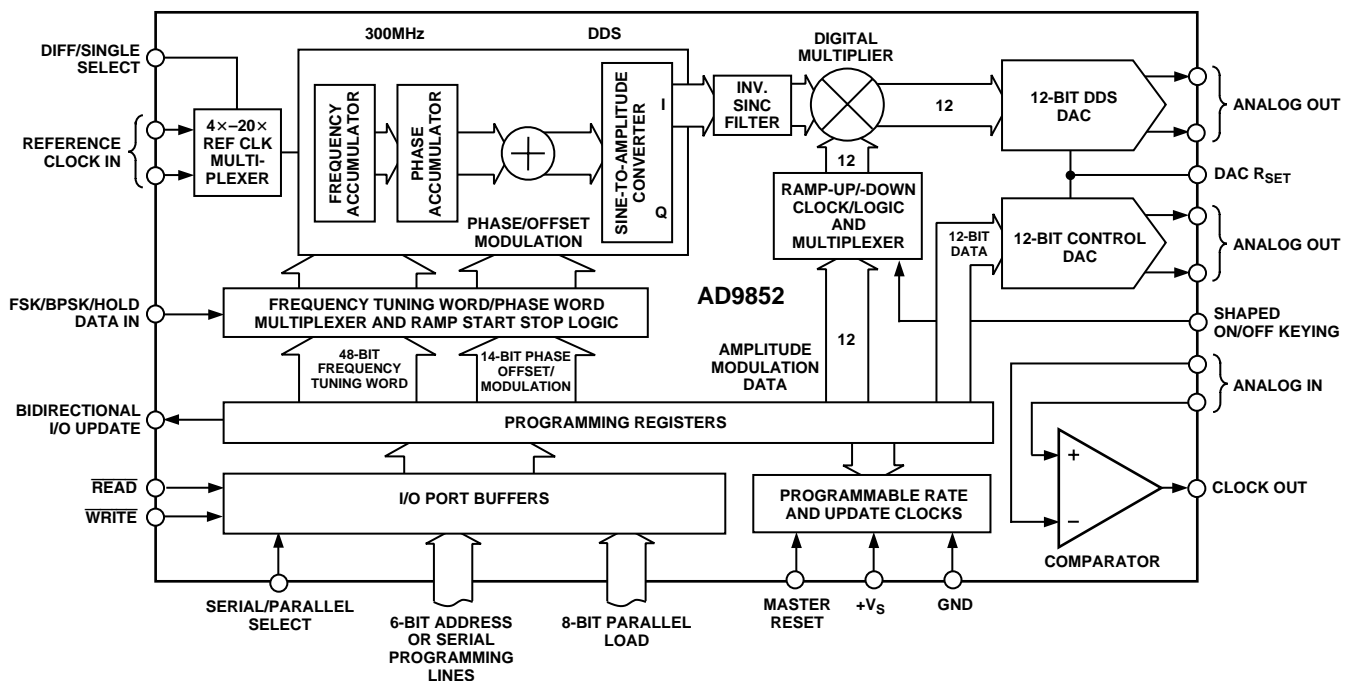 300MHz
DDS
DIGITAL
MULTIPLIER
DIFF/SINGLE
SELECT
REFERENCE
CLOCK IN
4×–20×
REF CLK
MULTI-
PLEXER
FREQUENCY
ACCUMULATOR
PHASE
ACCUMULATOR
SINE-TO-AMPLITUDE
CONVERTER
I
Q
INV.
SINC
FILTER
12
12-BIT DDS
DAC
ANALOG OUT
PHASE/OFFSET
MODULATION
12
RAMP-UP/-DOWN
CLOCK/LOGIC
AND
MULTIPLEXER
DAC RSET
12-BIT
DATA
12-BIT CONTROL
DAC
ANALOG OUT
FSK/BPSK/HOLD
DATA IN
FREQUENCY TUNING WORD/PHASE WORD
MULTIPLEXER AND RAMP START STOP LOGIC
AD9852
SHAPED
ON/OFF KEYING
48-BIT
FREQUENCY
TUNING WORD
14-BIT PHASE
OFFSET/
MODULATION
AMPLITUDE
MODULATION
DATA
12
ANALOG IN
BIDIRECTIONAL
I/O UPDATE
PROGRAMMING REGISTERS
READ
WRITE
I/O PORT BUFFERS
PROGRAMMABLE RATE
AND UPDATE CLOCKS
+
–
COMPARATOR
CLOCK OUT
SERIAL/PARALLEL
SELECT
6-BIT ADDRESS
OR SERIAL
PROGRAMMING
LINES
8-BIT PARALLEL
LOAD
MASTER
RESET
+VS
GND